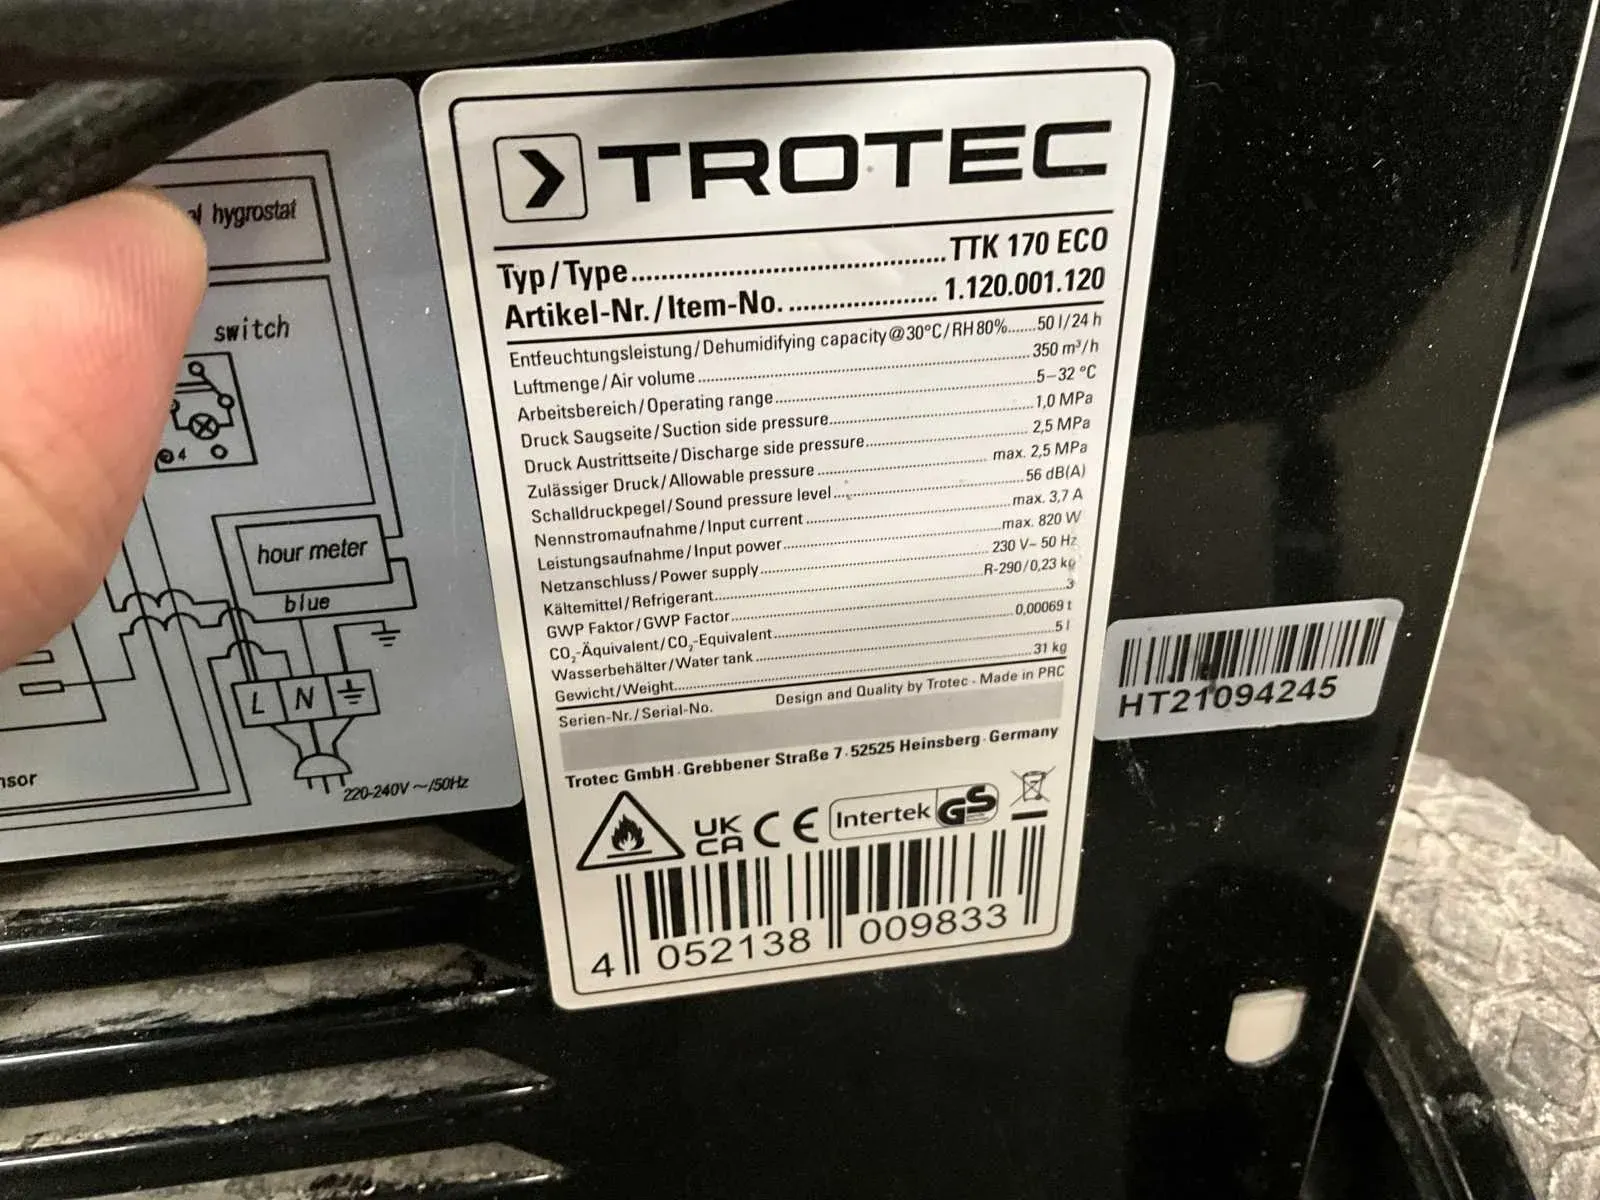 hygrostat
switch
4
hour meter
blue
L N
220-240V ～/50Hz
TROTEC
Typ/Type TTK 170 ECO
Artikel-Nr./Item-No. 1.120.001.120
Entfeuchtungsleistung/Dehumidifying capacity@30°C/RH80% 50 l/24 h
Luftmenge/Air volume 350 m³/h
Arbeitsbereich/Operating range 5–32 °C
Druck Saugseite/Suction side pressure 1,0 MPa
Druck Austrittseite/Discharge side pressure 2,5 MPa
Zulässiger Druck/Allowable pressure max. 2,5 MPa
Schalldruckpegel/Sound pressure level 56 dB(A)
Nennstromaufnahme/Input current max. 3,7 A
Leistungsaufnahme/Input power max. 820 W
Netzanschluss/Power supply 230 V~ 50 Hz
Kältemittel/Refrigerant R-290/0,23 kg
GWP Faktor/GWP Factor 3
CO₂-Äquivalent/CO₂-Equivalent 0,00069 t
Wasserbehälter/Water tank 5 l
Gewicht/Weight 31 kg
Serien-Nr./Serial-No. Design and Quality by Trotec · Made in PRC
Trotec GmbH · Grebbener Straße 7 · 52525 Heinsberg · Germany
UK CA CE Intertek GS
4 052138 009833
HT21094245